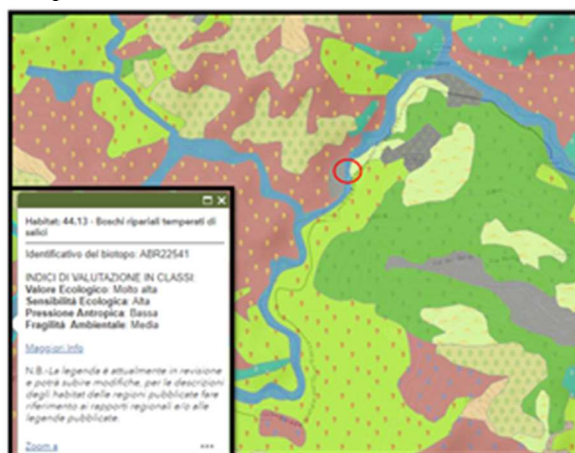 Habitat: 44.13 - Boschi ripariali temperati di
salici
Identificativo del biotopo: ABR22541
INDICI DI VALUTAZIONE IN CLASSI:
Valore Ecologico: Molto alta
Sensibilità Ecologica: Alta
Pressione Antropica: Bassa
Fragilità Ambientale: Media
Maggiori Info
N.B.-La legenda è attualmente in revisione
e potrà subire modifiche, per le descrizioni
degli habitat delle regioni pubblicate fare
riferimento ai rapporti regionali e/o alle
legende pubblicate.
Zoom a